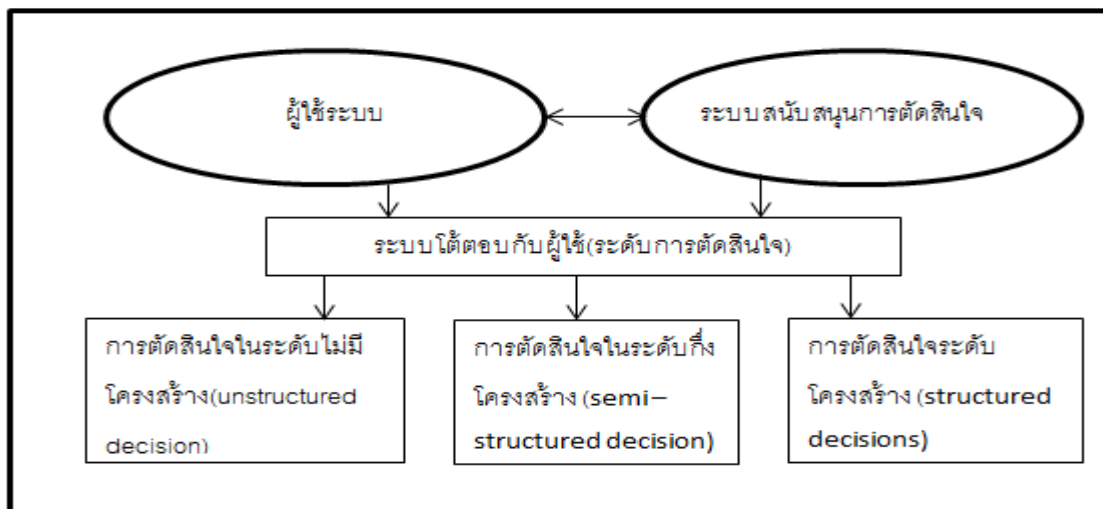 ผู้ใช้ระบบ
ระบบสนับสนุนการตัดสินใจ
ระบบโต้ตอบกับผู้ใช้(ระดับการตัดสินใจ)
การตัดสินใจในระดับไม่มี
โครงสร้าง(unstructured
decision)
การตัดสินใจในระดับกึ่ง
โครงสร้าง (semi–
structured decision)
การตัดสินใจระดับ
โครงสร้าง (structured
decisions)